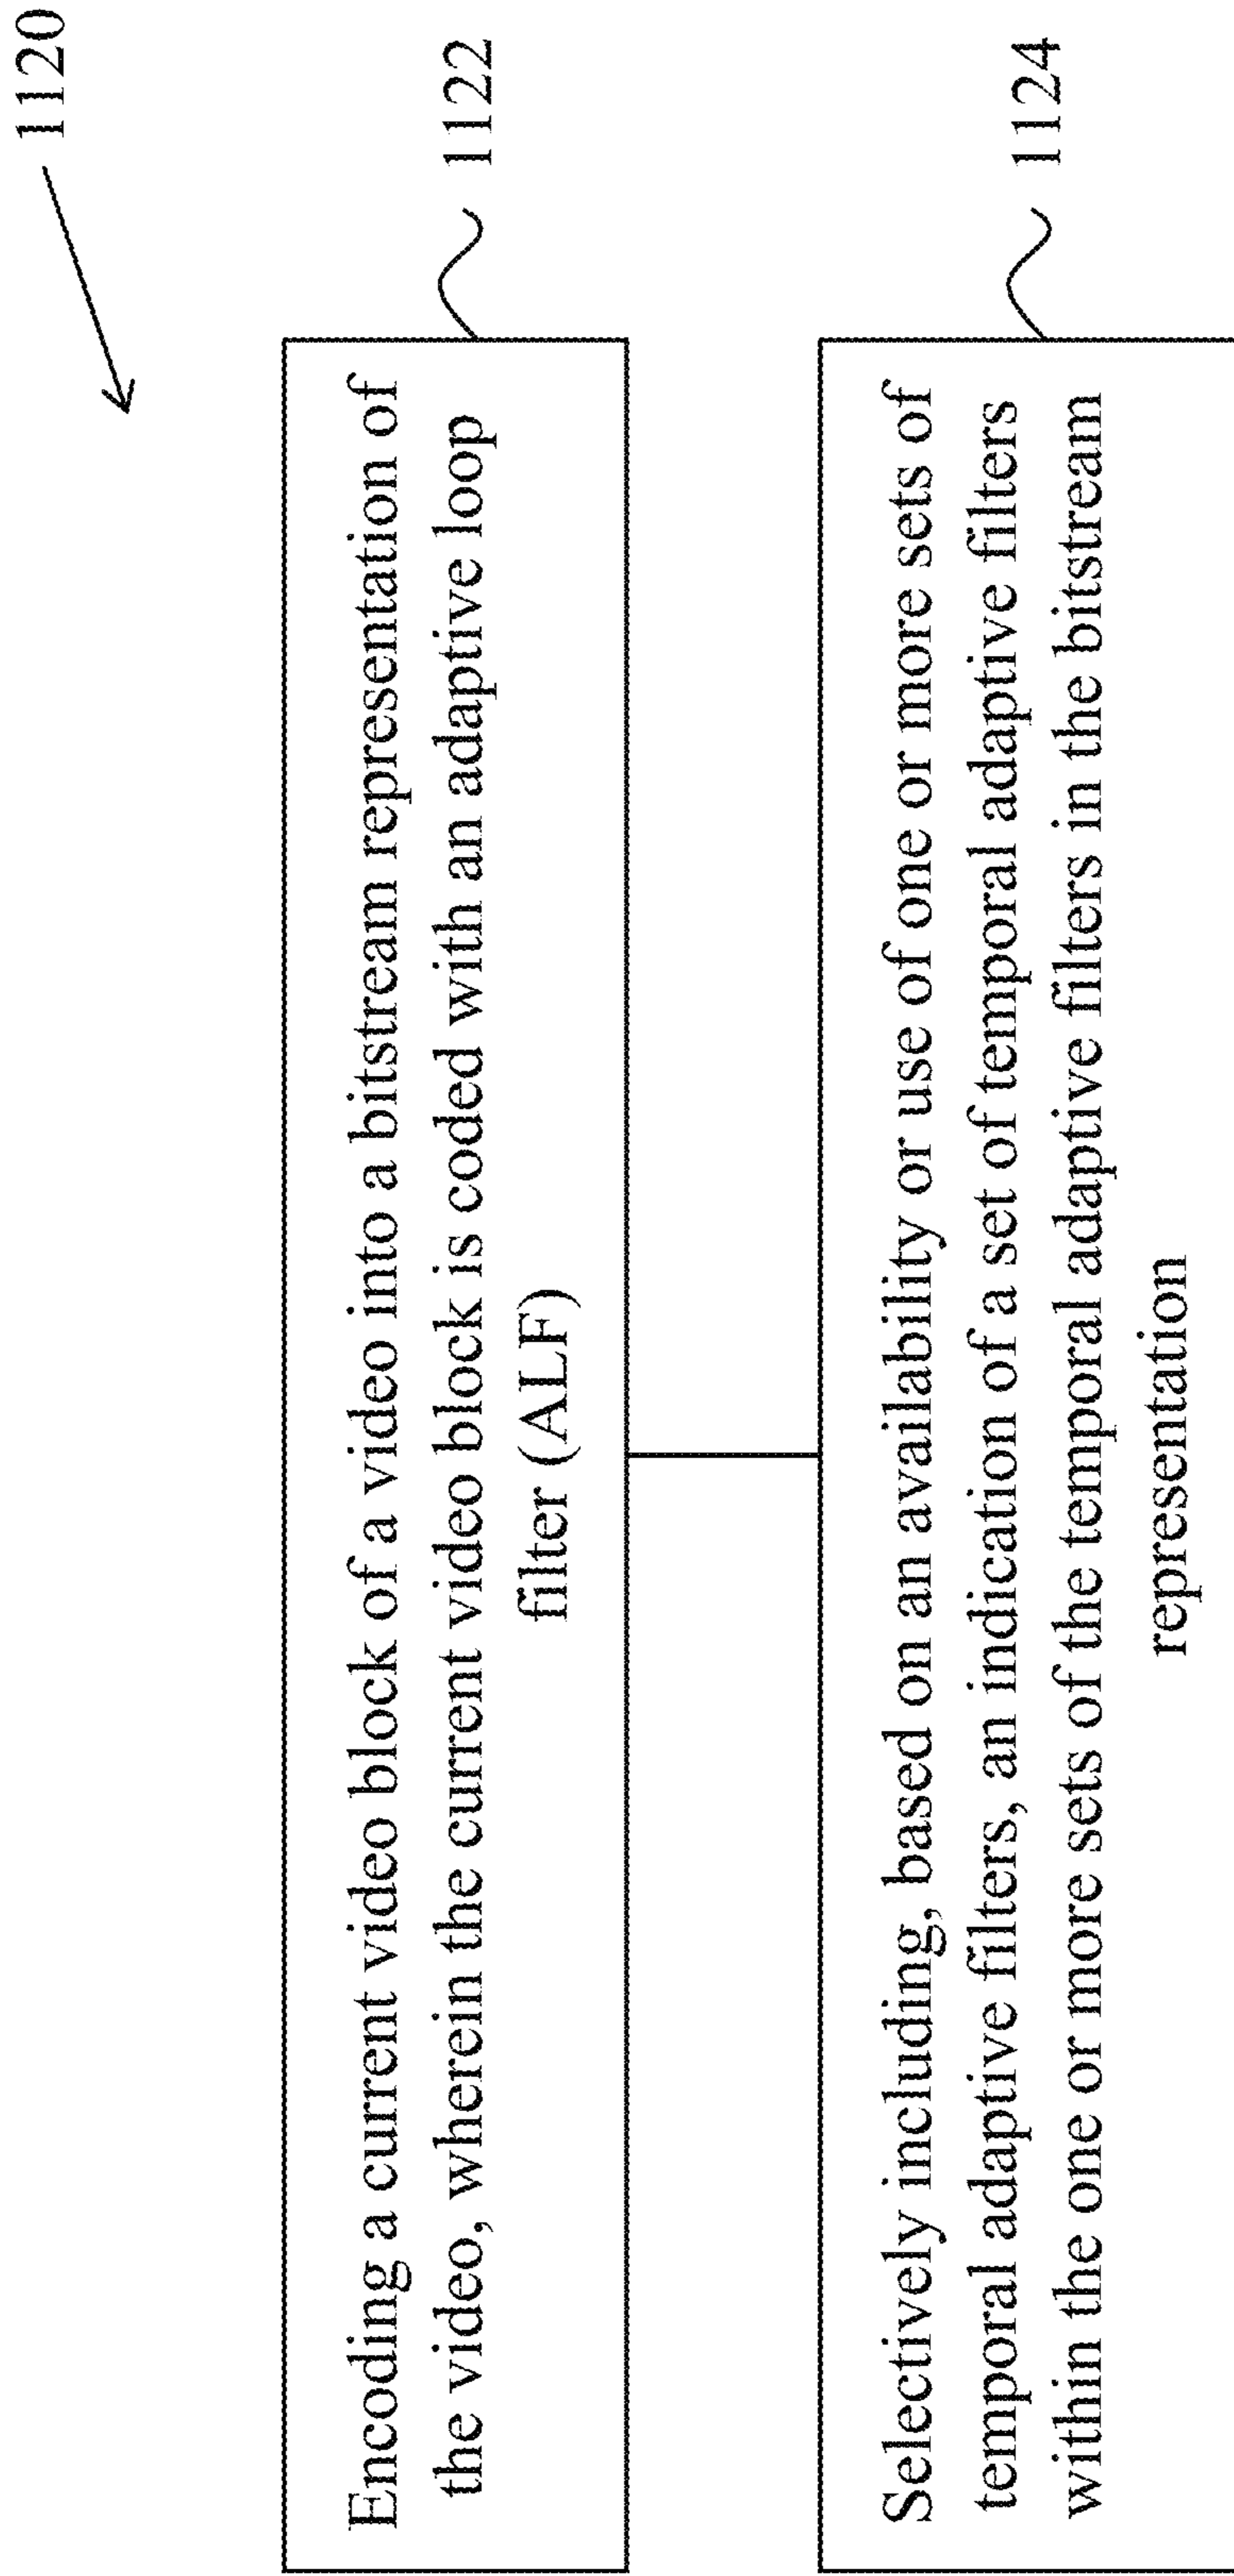 1120
Encoding a current video block of a video into a bitstream representation of
the video, wherein the current video block is coded with an adaptive loop
filter (ALF)
1122
Selectively including, based on an availability or use of one or more sets of
temporal adaptive filters, an indication of a set of temporal adaptive filters
within the one or more sets of the temporal adaptive filters in the bitstream
representation
1124